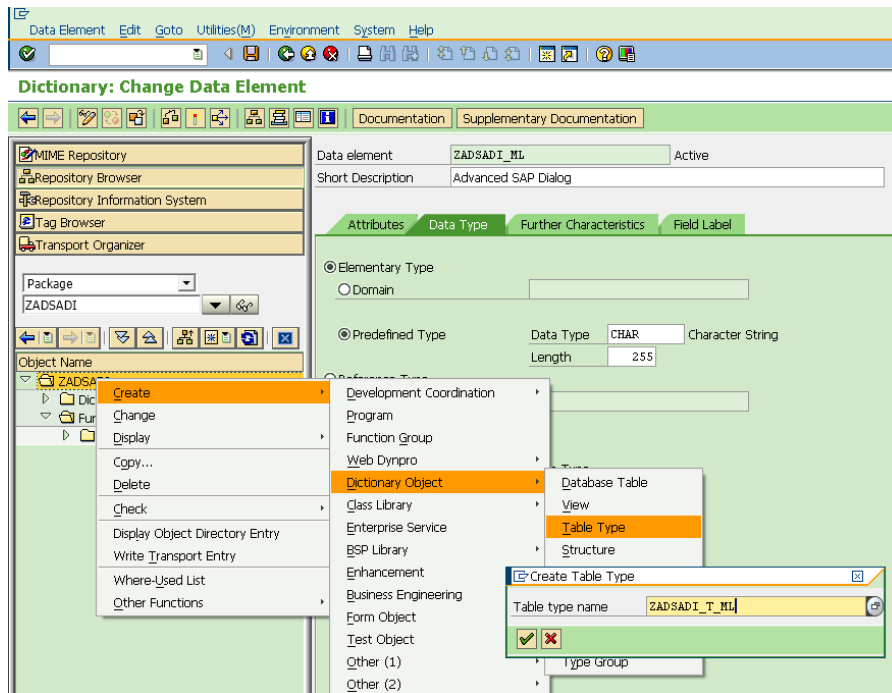 Data Element Edit Goto Utilities(M) Environment System Help
Dictionary: Change Data Element
Documentation Supplementary Documentation
MIME Repository
Repository Browser
Repository Information System
Tag Browser
Transport Organizer
Package
ZADSADI
Object Name
ZADSA
Dic
Fur
Data element ZADSADI_ML Active
Short Description Advanced SAP Dialog
Attributes Data Type Further Characteristics Field Label
Elementary Type
Domain
Predefined Type Data Type CHAR Character String
Length 255
Create
Change
Display
Copy...
Delete
Check
Display Object Directory Entry
Write Transport Entry
Where-Used List
Other Functions
Development Coordination
Program
Function Group
Web Dynpro
Dictionary Object
Class Library
Enterprise Service
BSP Library
Enhancement
Business Engineering
Form Object
Test Object
Other (1)
Other (2)
Database Table
View
Table Type
Structure
Type Group
Create Table Type
Table type name ZADSADI_T_ML